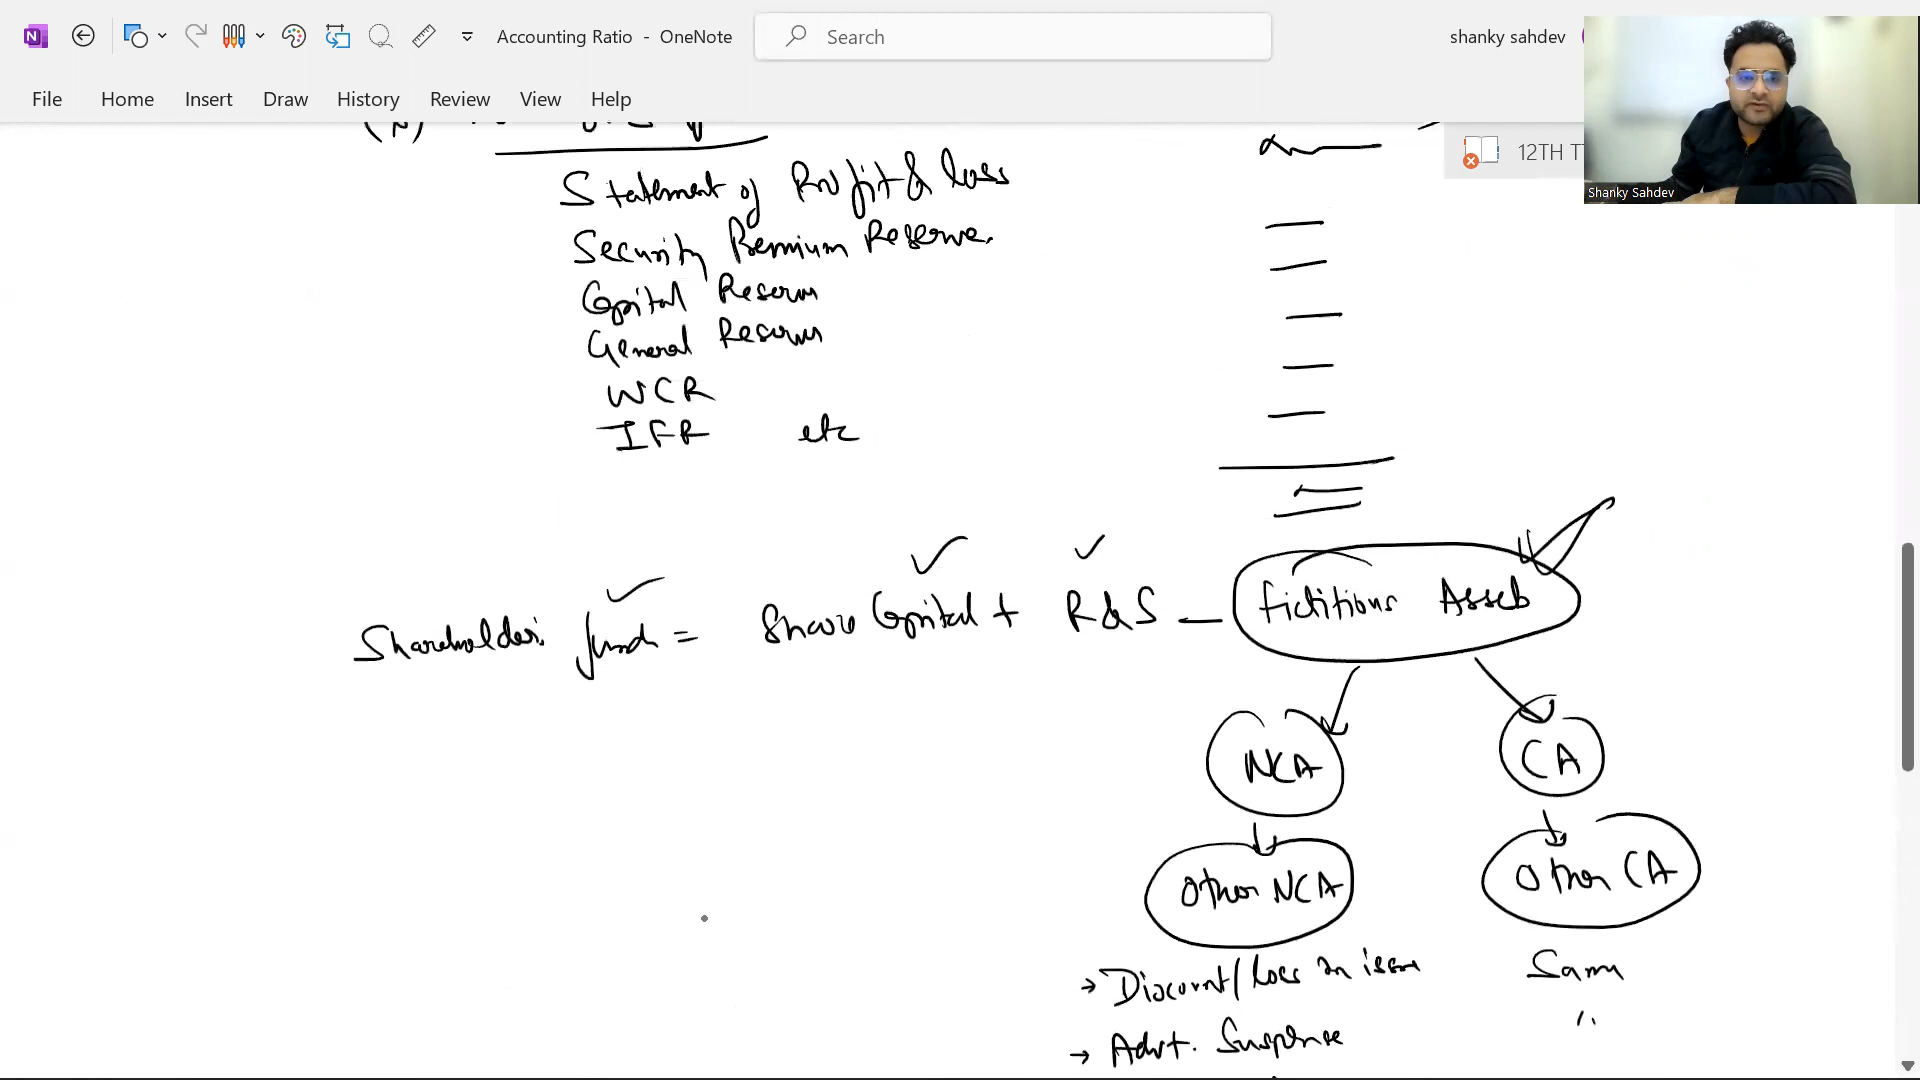 Accounting Ratio - OneNote
Search
shanky sahdev
File Home Insert Draw History Review View Help
12TH T
Shanky Sahdev
Statement of Profit & loss
Security Premium Reserve.
Capital Reserve
General Reserve
WCR
IFR etc
Shareholders' fund = Share Capital + R&S - Fictitious Assets
NCA CA
Other NCA Other CA
→ Discount/loss on issue Same
→ Advt. Suspense "